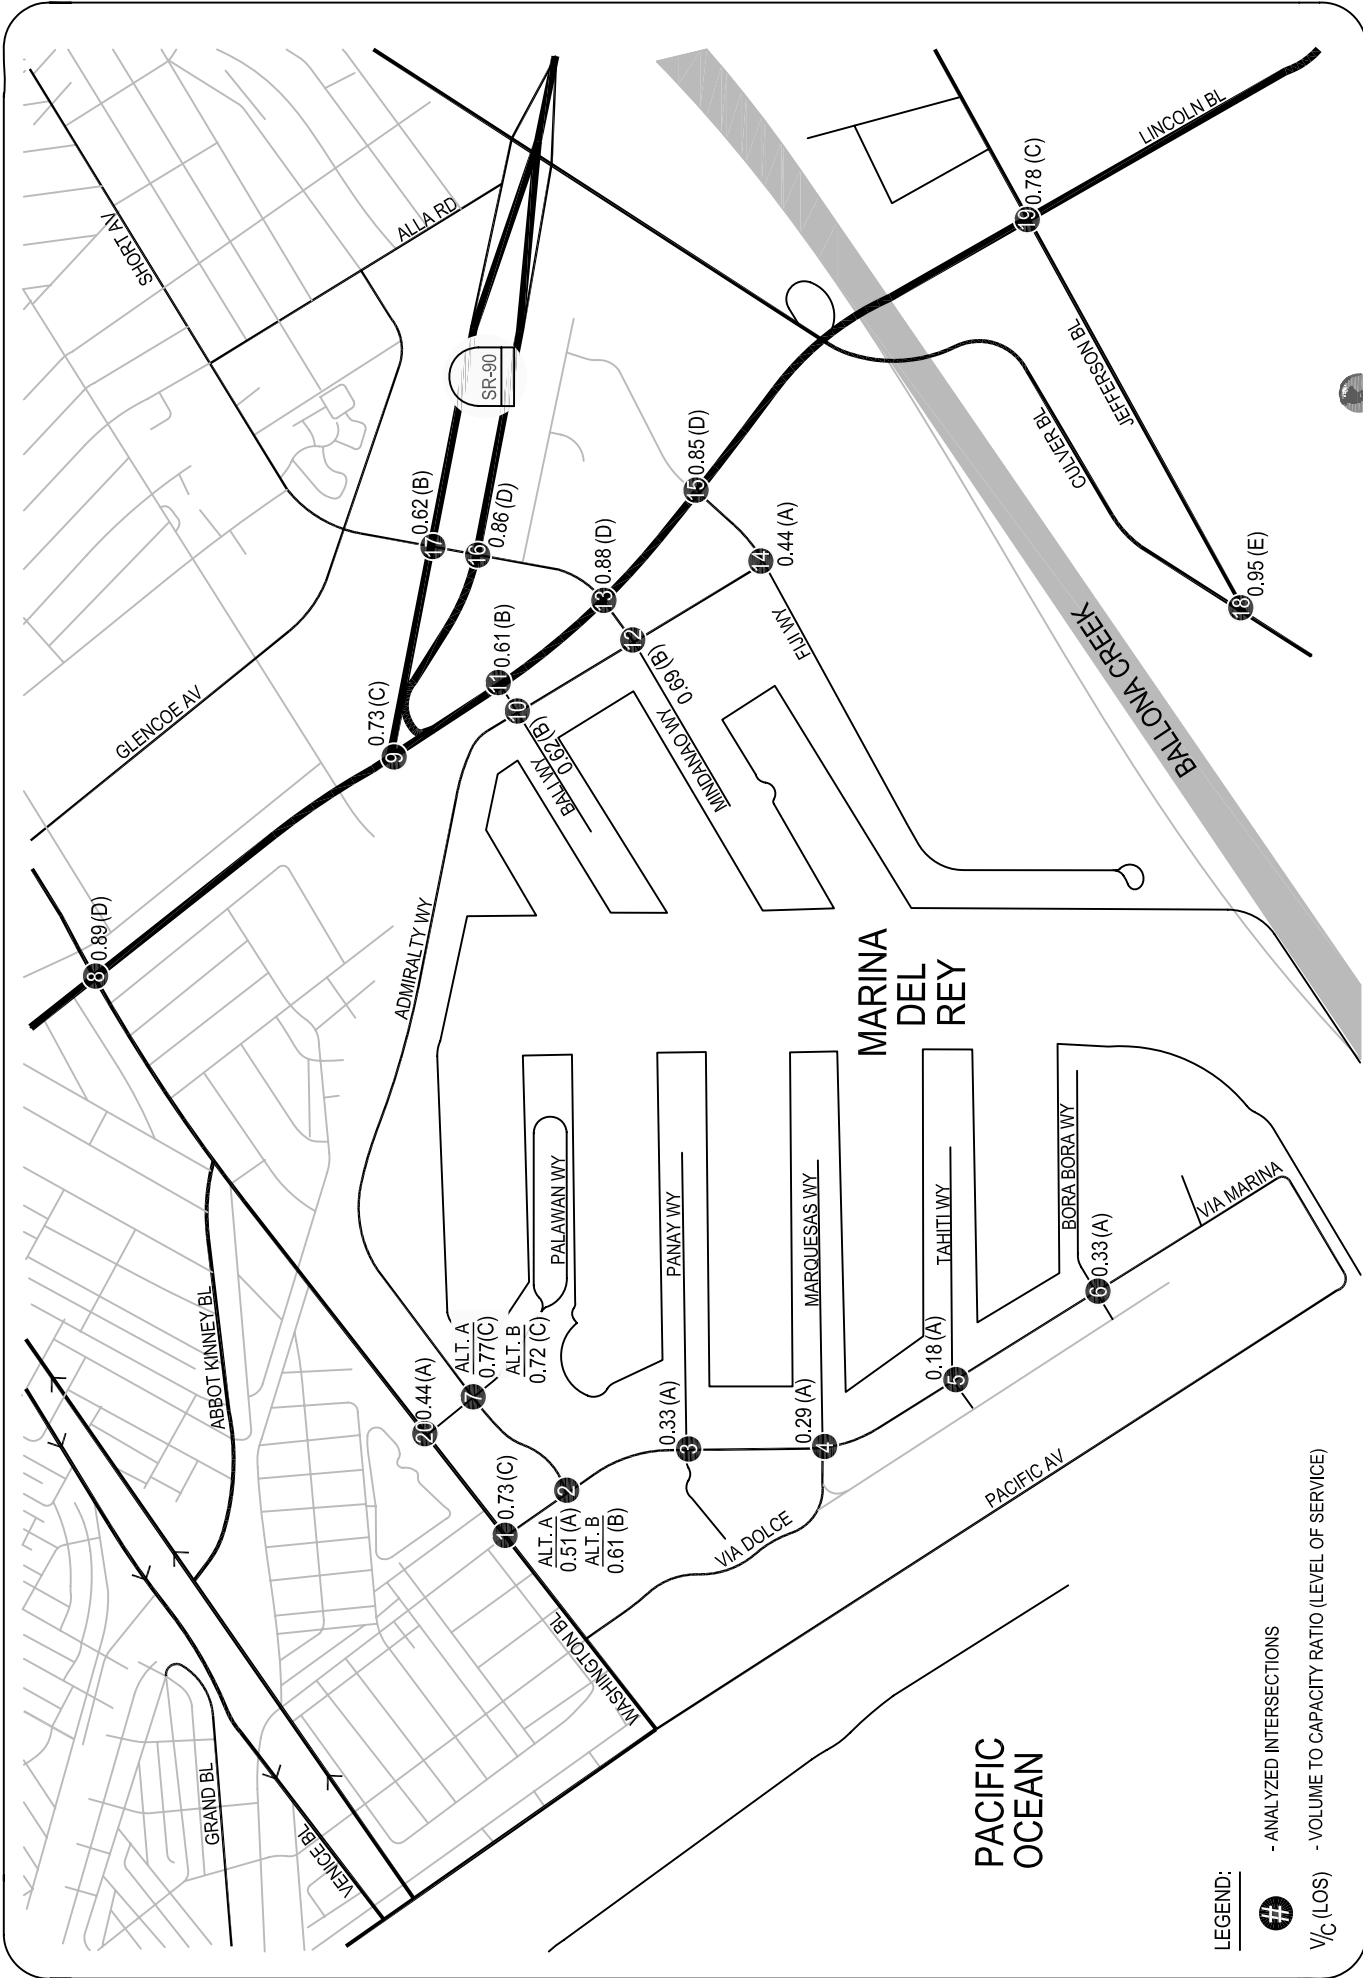 SHORT AV
ALLA RD
SR-90
GLENCOE AV
LINCOLN BL
JEFFERSON BL
CULVER BL
BALLONA CREEK
FIJI WY
MINDANAO WY
BALI WY
ADMIRALTY WY
MARINA
DEL
REY
PALAWAN WY
PANAY WY
MARQUESAS WY
TAHITI WY
BORA BORA WY
VIA MARINA
ABBOT KINNEY BL
WASHINGTON BL
VIA DOLCE
PACIFIC AV
GRAND BL
VENICE BL
PACIFIC
OCEAN
1 0.73 (C)
2
ALT. A
0.51 (A)
ALT. B
0.61 (B)
3 0.33 (A)
4 0.29 (A)
5 0.18 (A)
6 0.33 (A)
7
ALT. A
0.77(C)
ALT. B
0.72 (C)
8 0.89 (D)
9 0.73 (C)
10 0.62 (B)
11 0.61 (B)
12 0.69 (B)
13 0.88 (D)
14 0.44 (A)
15 0.85 (D)
16 0.86 (D)
17 0.62 (B)
18 0.95 (E)
19 0.78 (C)
20 0.44 (A)
LEGEND:
# - ANALYZED INTERSECTIONS
V/C (LOS) - VOLUME TO CAPACITY RATIO (LEVEL OF SERVICE)